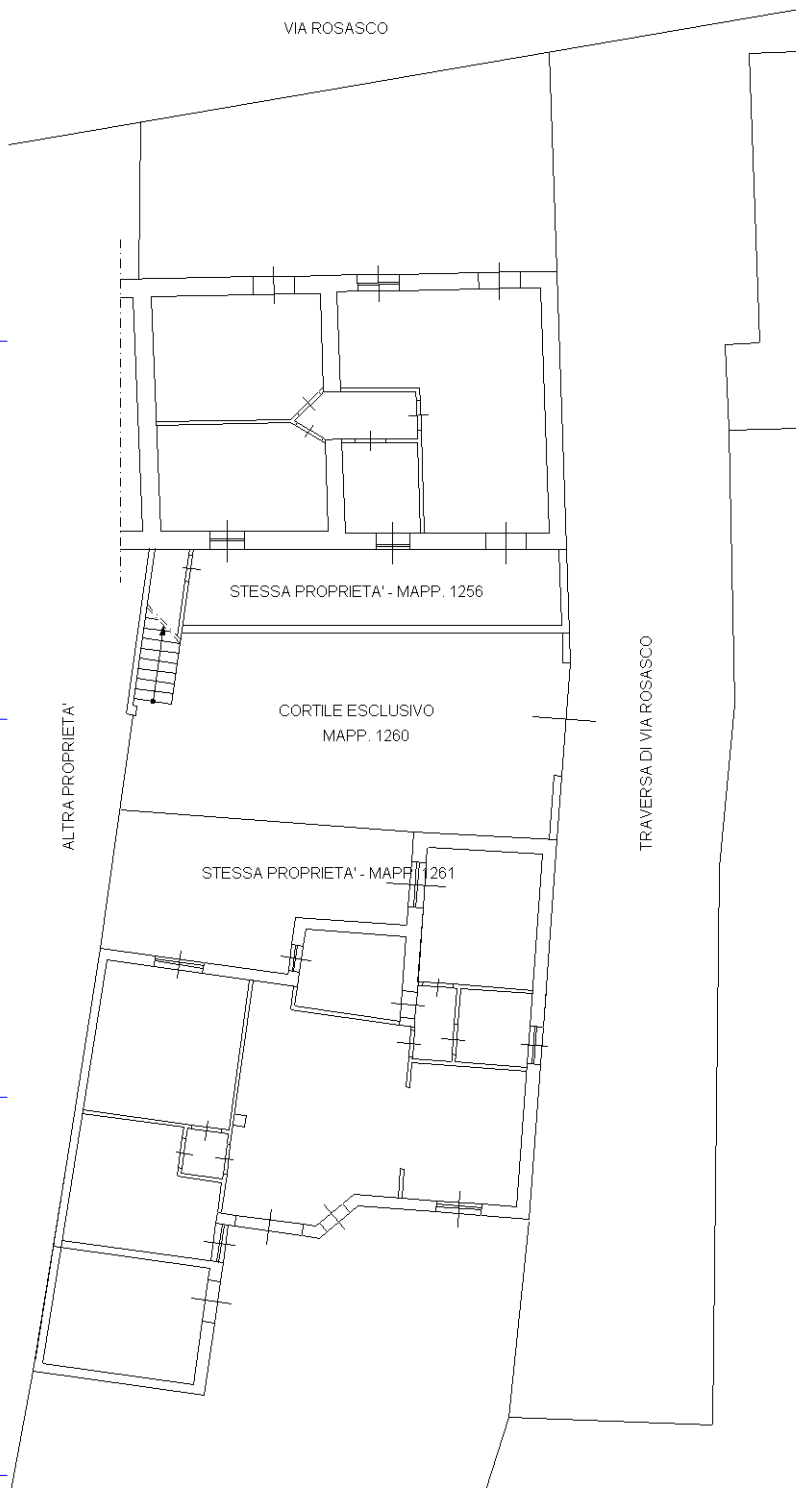 VIA ROSASCO
STESSA PROPRIETA' - MAPP. 1256
CORTILE ESCLUSIVO
MAPP. 1260
ALTRA PROPRIETA'
TRAVERSA DI VIA ROSASCO
STESSA PROPRIETA' - MAPP. 1261